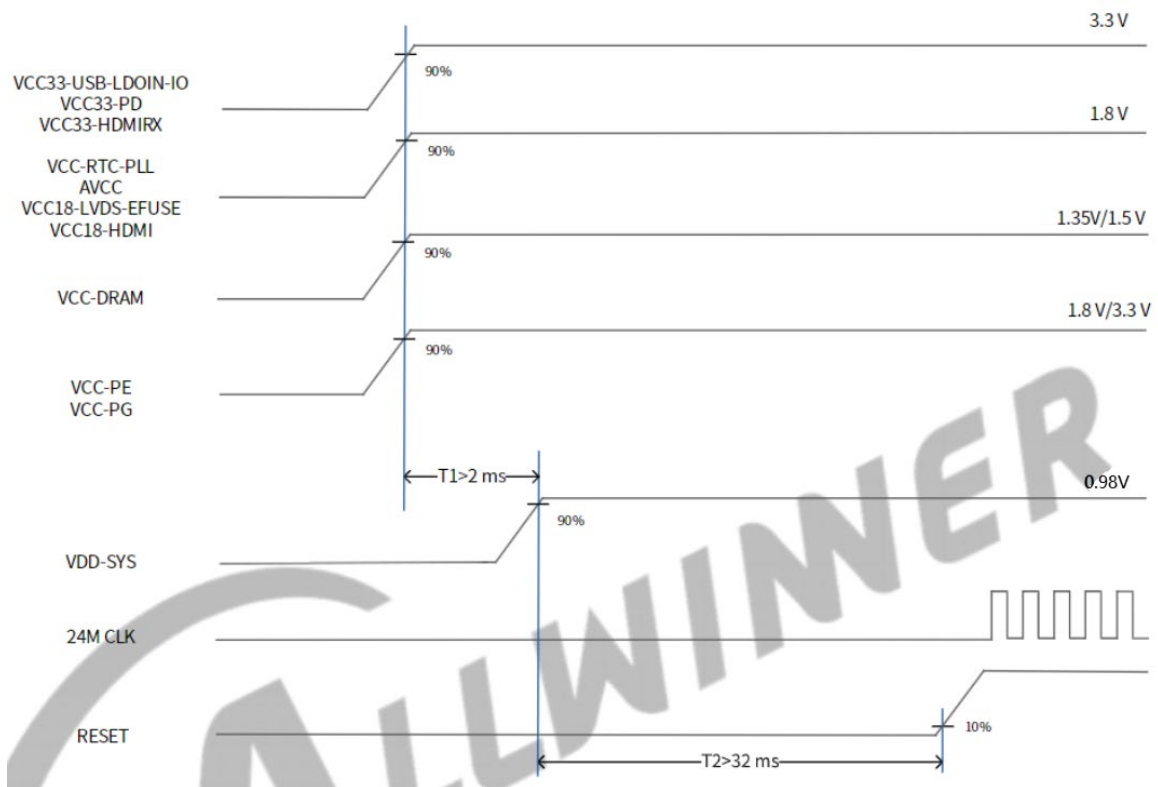 3.3 V
90%
VCC33-USB-LDOIN-IO
VCC33-PD
VCC33-HDMIRX
1.8 V
90%
VCC-RTC-PLL
AVCC
VCC18-LVDS-EFUSE
VCC18-HDMI
1.35V/1.5 V
90%
VCC-DRAM
1.8 V/3.3 V
90%
VCC-PE
VCC-PG
T1>2 ms
0.98V
90%
VDD-SYS
24M CLK
RESET
10%
T2>32 ms
ALLWINNER